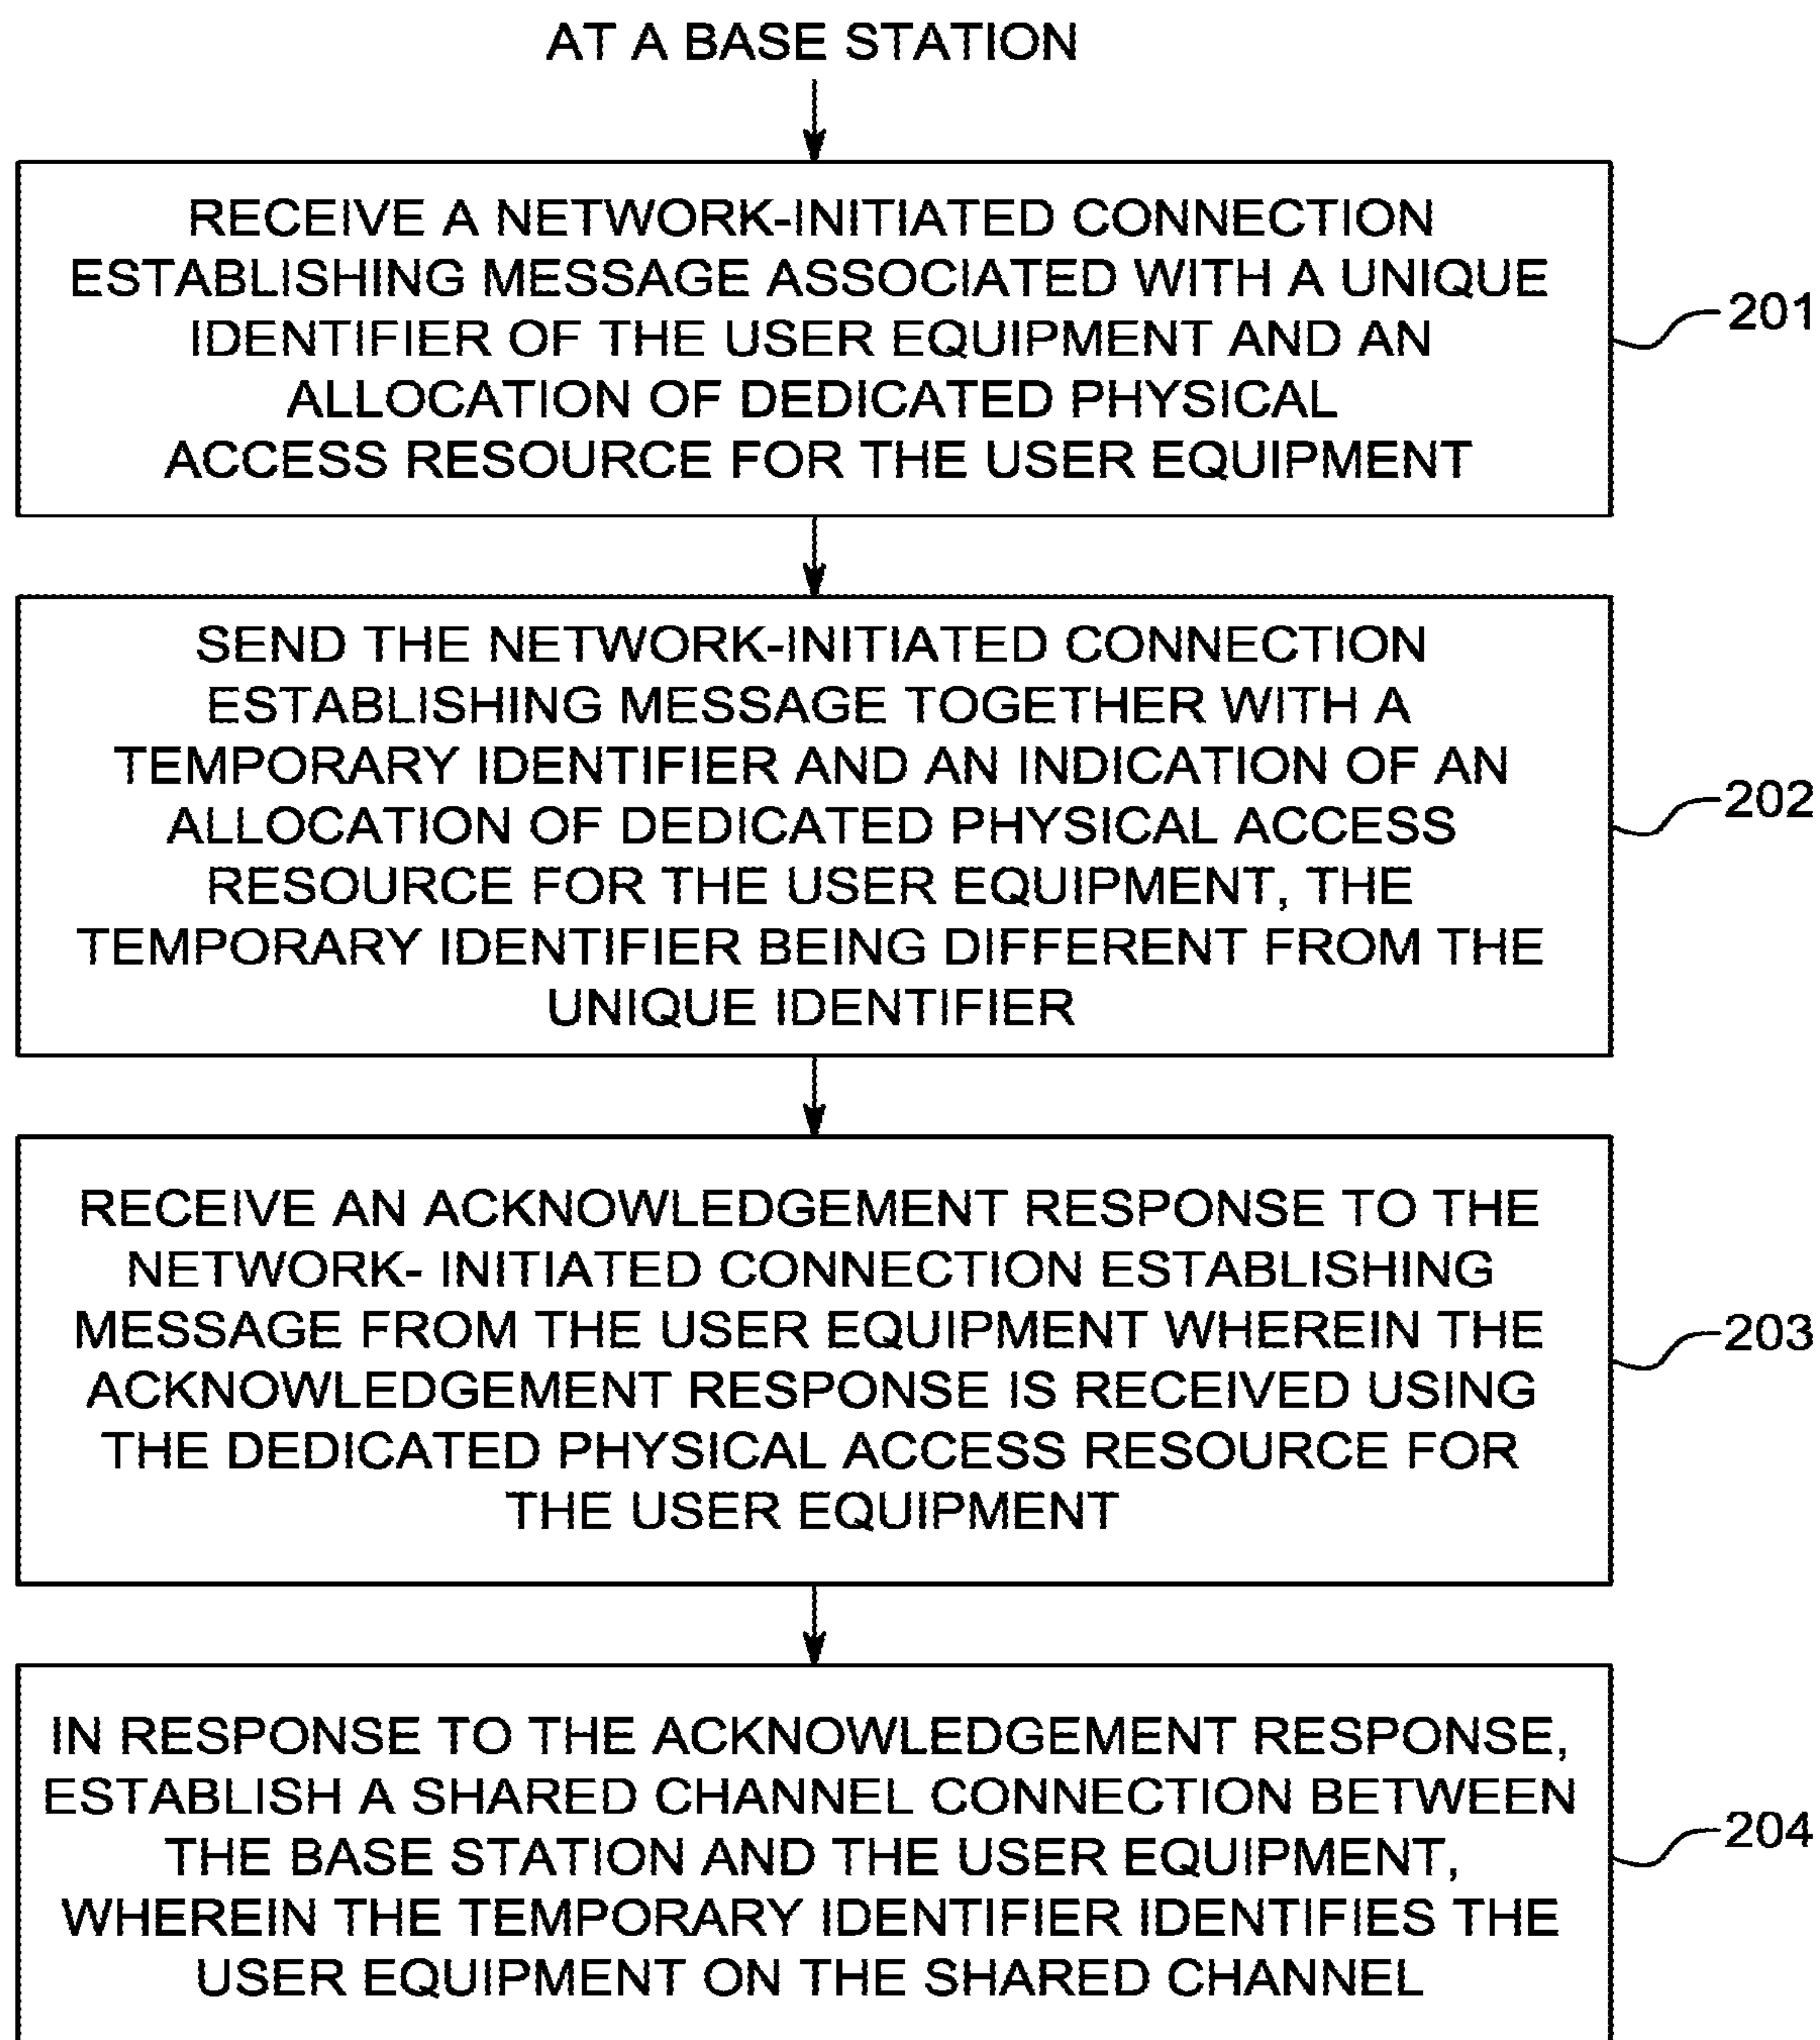 AT A BASE STATION
RECEIVE A NETWORK-INITIATED CONNECTION
ESTABLISHING MESSAGE ASSOCIATED WITH A UNIQUE
IDENTIFIER OF THE USER EQUIPMENT AND AN
ALLOCATION OF DEDICATED PHYSICAL
ACCESS RESOURCE FOR THE USER EQUIPMENT
201
SEND THE NETWORK-INITIATED CONNECTION
ESTABLISHING MESSAGE TOGETHER WITH A
TEMPORARY IDENTIFIER AND AN INDICATION OF AN
ALLOCATION OF DEDICATED PHYSICAL ACCESS
RESOURCE FOR THE USER EQUIPMENT, THE
TEMPORARY IDENTIFIER BEING DIFFERENT FROM THE
UNIQUE IDENTIFIER
202
RECEIVE AN ACKNOWLEDGEMENT RESPONSE TO THE
NETWORK- INITIATED CONNECTION ESTABLISHING
MESSAGE FROM THE USER EQUIPMENT WHEREIN THE
ACKNOWLEDGEMENT RESPONSE IS RECEIVED USING
THE DEDICATED PHYSICAL ACCESS RESOURCE FOR
THE USER EQUIPMENT
203
IN RESPONSE TO THE ACKNOWLEDGEMENT RESPONSE,
ESTABLISH A SHARED CHANNEL CONNECTION BETWEEN
THE BASE STATION AND THE USER EQUIPMENT,
WHEREIN THE TEMPORARY IDENTIFIER IDENTIFIES THE
USER EQUIPMENT ON THE SHARED CHANNEL
204